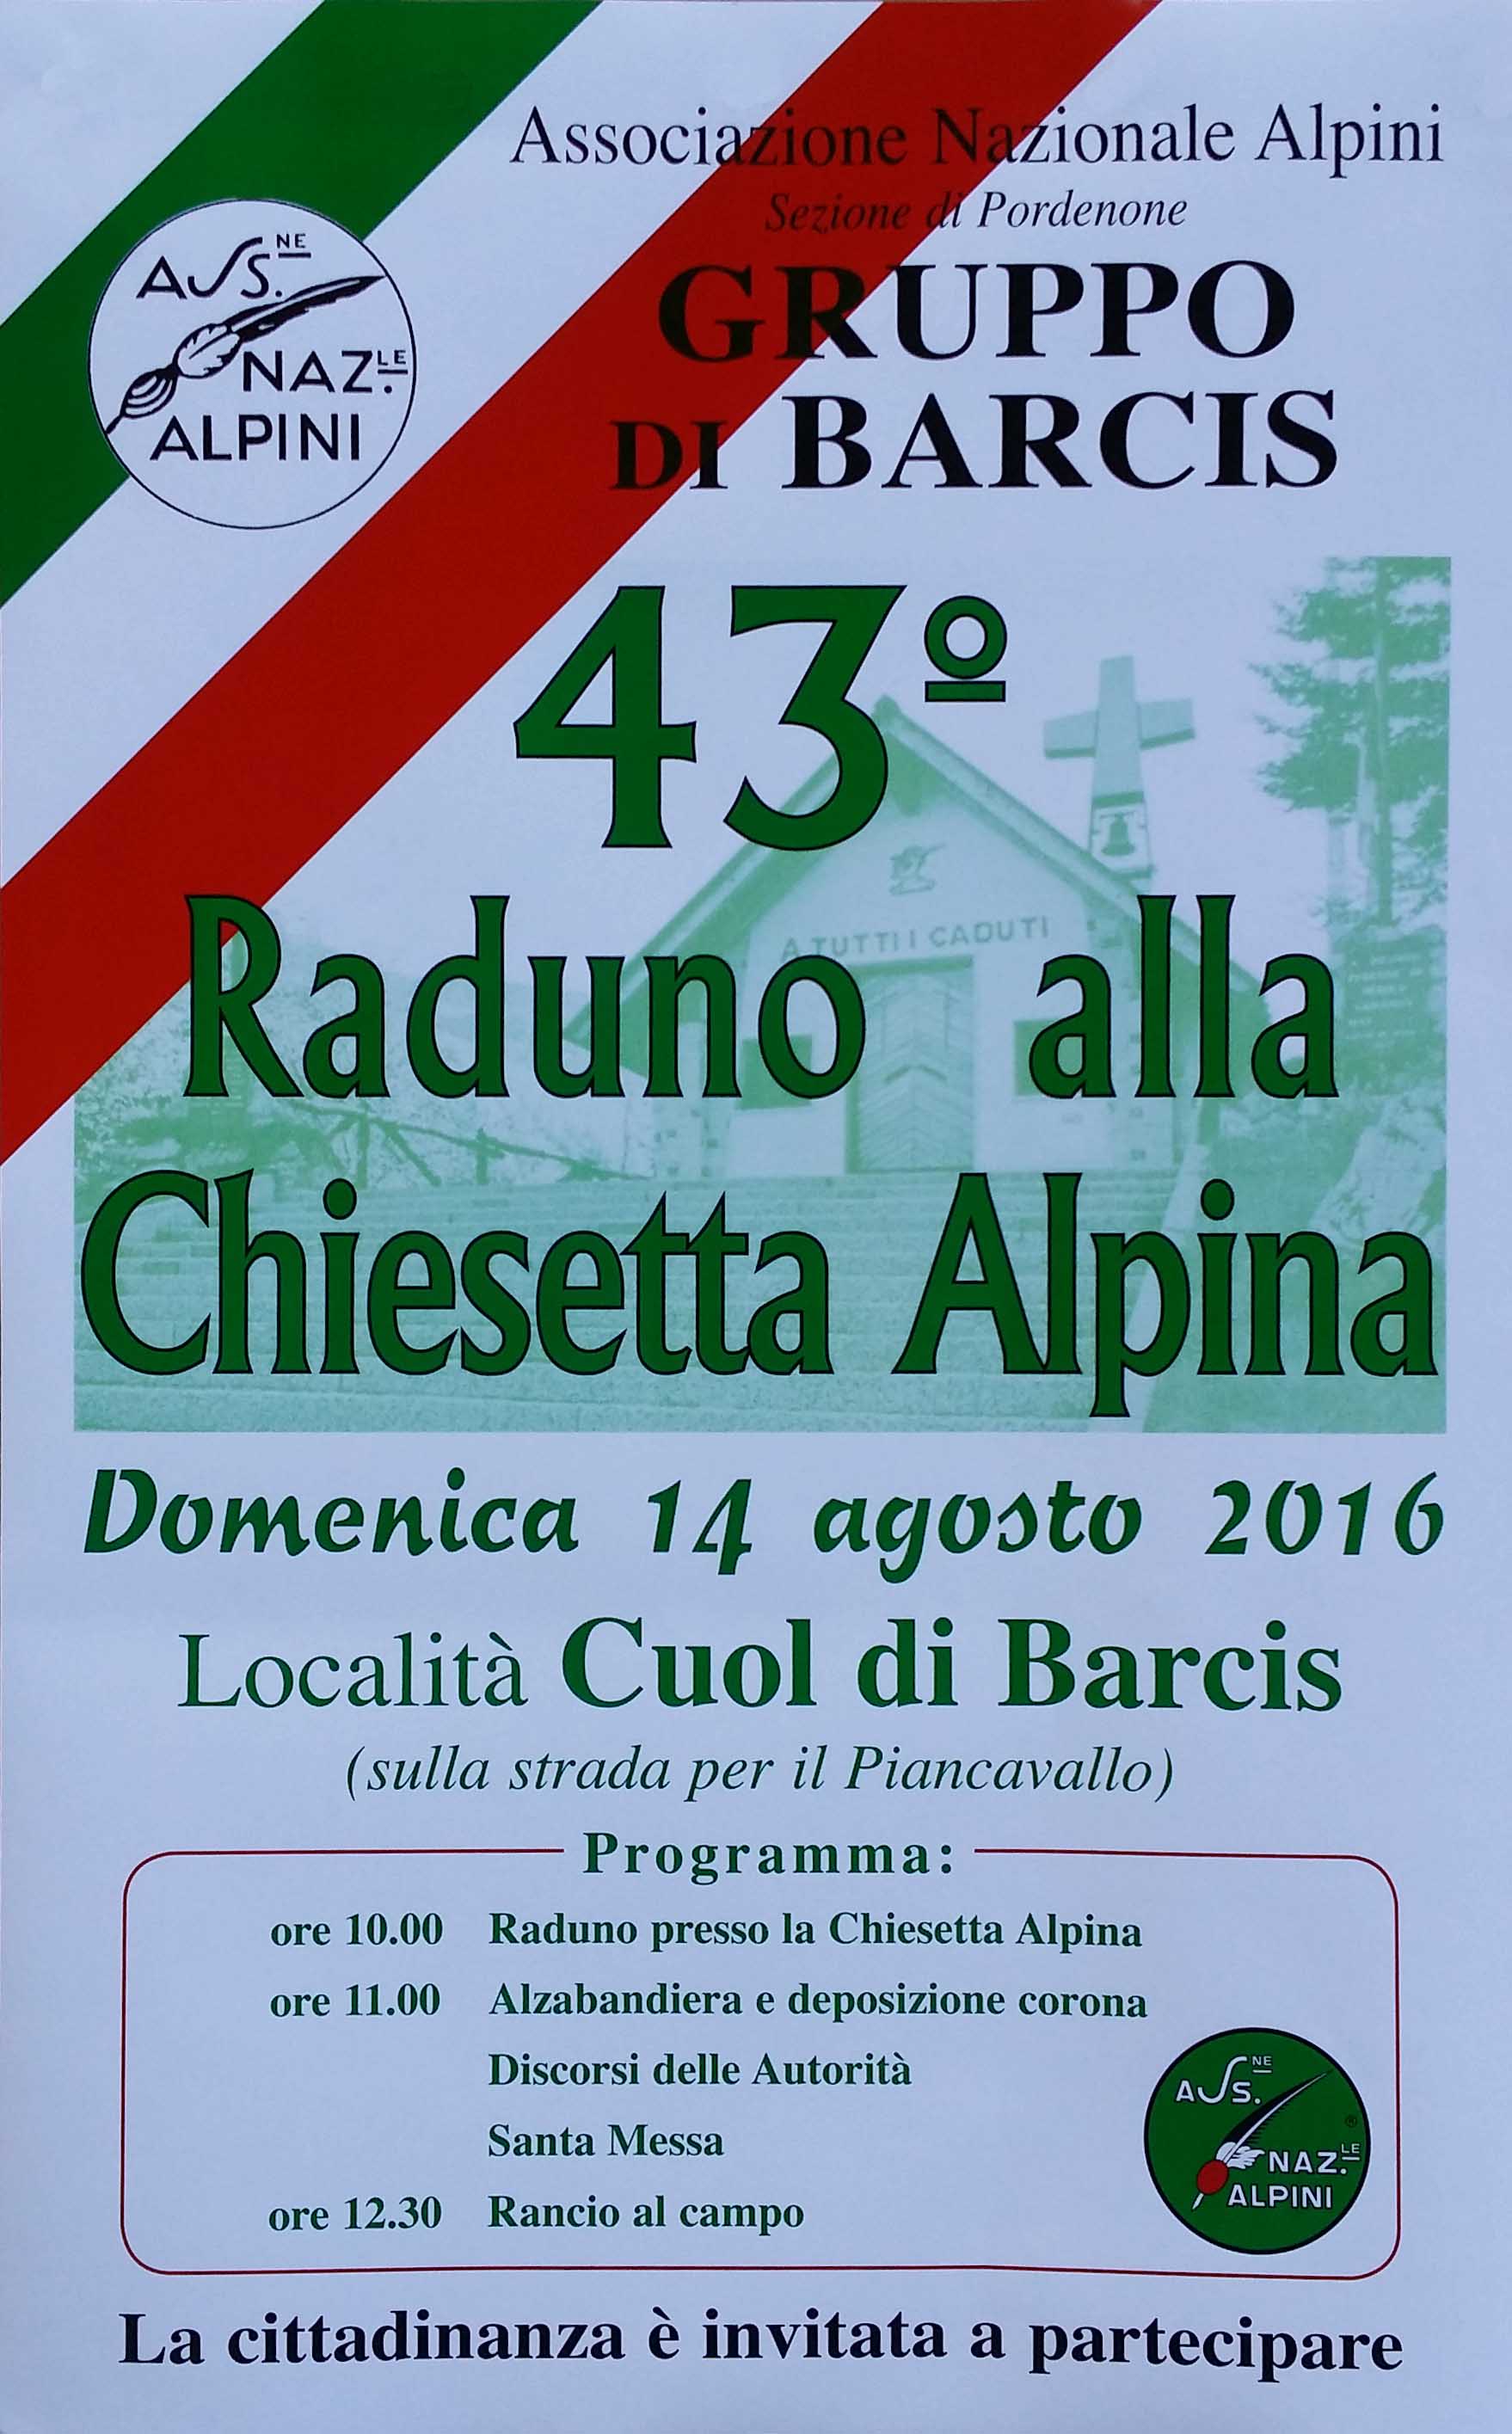 Associazione Nazionale Alpini
Sezione di Pordenone
GRUPPO
DI BARCIS
ASS.NE
NAZ.LE
ALPINI
43º
A TUTTI I CADUTI
Raduno alla
Chiesetta Alpina
Domenica 14 agosto 2016
Località Cuol di Barcis
(sulla strada per il Piancavallo)
Programma:
ore 10.00 Raduno presso la Chiesetta Alpina
ore 11.00 Alzabandiera e deposizione corona
Discorsi delle Autorità
Santa Messa
ore 12.30 Rancio al campo
ASS.NE
NAZ.LE
®
ALPINI
La cittadinanza è invitata a partecipare